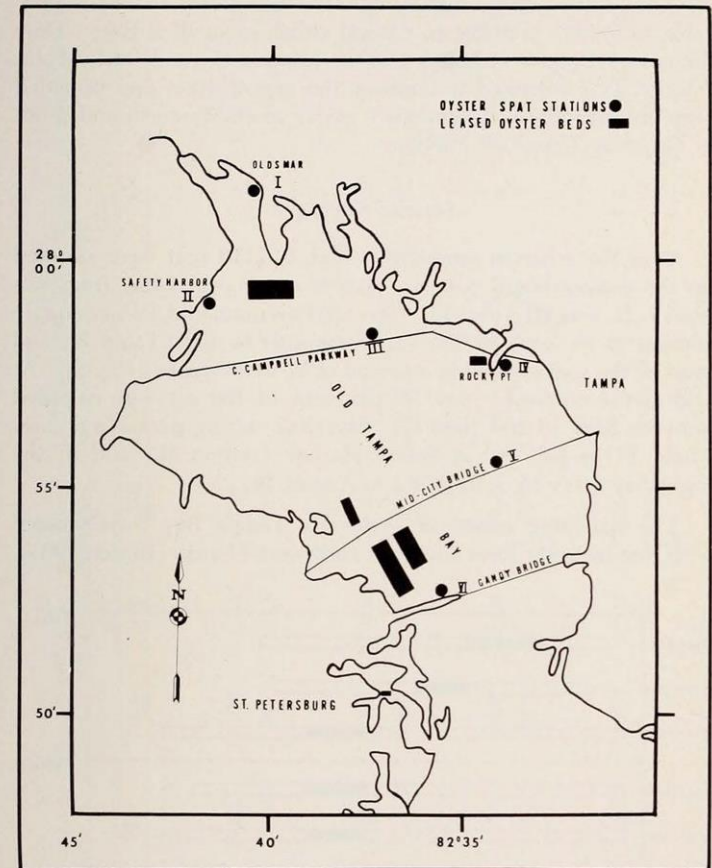 OYSTER SPAT STATIONS
LEASED OYSTER BEDS
OLDSMAR
I
28°
00'
SAFETY HARBOR
II
C. CAMPBELL PARKWAY
III
ROCKY PT
IV
TAMPA
OLD TAMPA
BAY
MID-CITY BRIDGE
V
55'
GANDY BRIDGE
VI
N
ST. PETERSBURG
50'
45'
40'
82°35'